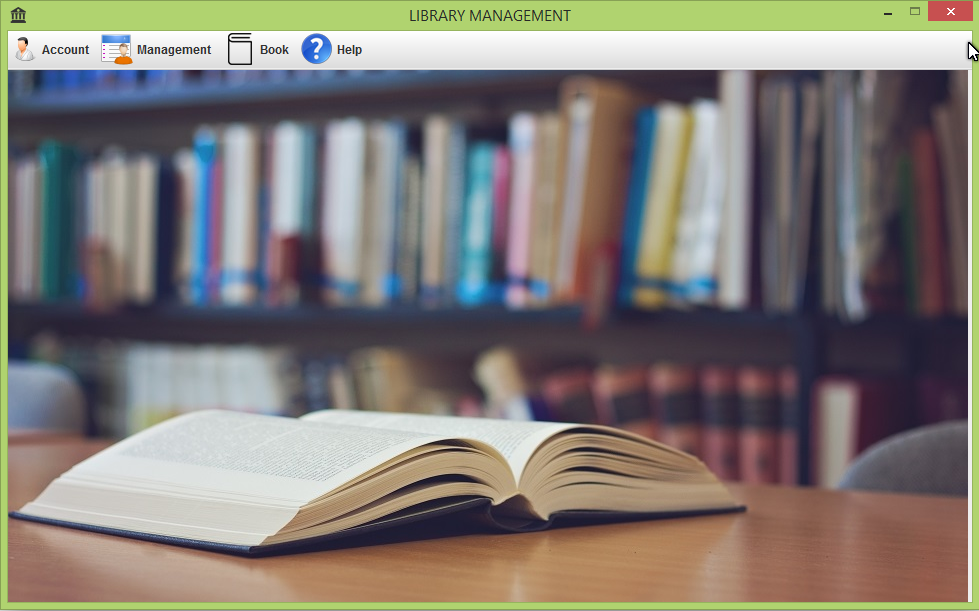 LIBRARY MANAGEMENT
Account Management Book Help